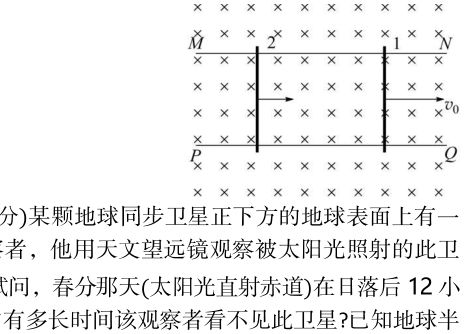 M 2 1 N
v₀
P Q
分)某颗地球同步卫星正下方的地球表面上有一
察者，他用天文望远镜观察被太阳光照射的此卫
试问，春分那天(太阳光直射赤道)在日落后 12 小
有多长时间该观察者看不见此卫星?已知地球半